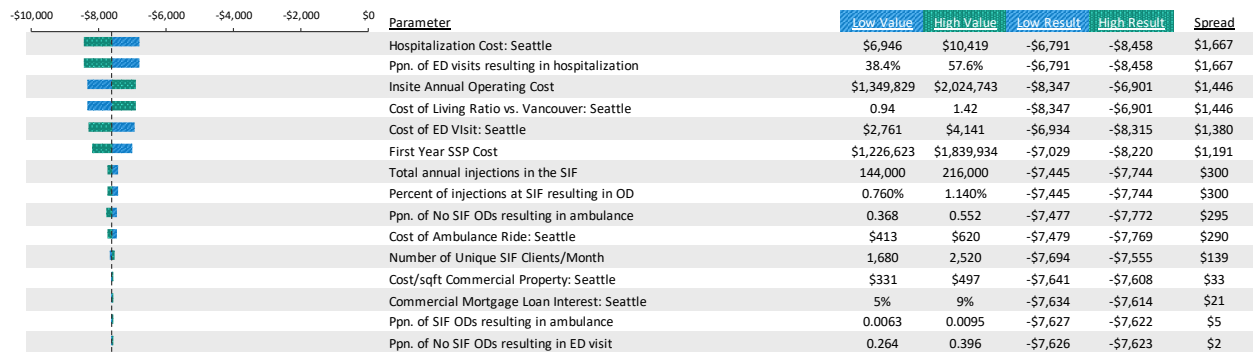 -$10,000 -$8,000 -$6,000 -$4,000 -$2,000 $0
Parameter Low Value High Value Low Result High Result Spread
Hospitalization Cost: Seattle $6,946 $10,419 -$6,791 -$8,458 $1,667
Ppn. of ED visits resulting in hospitalization 38.4% 57.6% -$6,791 -$8,458 $1,667
Insite Annual Operating Cost $1,349,829 $2,024,743 -$8,347 -$6,901 $1,446
Cost of Living Ratio vs. Vancouver: Seattle 0.94 1.42 -$8,347 -$6,901 $1,446
Cost of ED VIsit: Seattle $2,761 $4,141 -$6,934 -$8,315 $1,380
First Year SSP Cost $1,226,623 $1,839,934 -$7,029 -$8,220 $1,191
Total annual injections in the SIF 144,000 216,000 -$7,445 -$7,744 $300
Percent of injections at SIF resulting in OD 0.760% 1.140% -$7,445 -$7,744 $300
Ppn. of No SIF ODs resulting in ambulance 0.368 0.552 -$7,477 -$7,772 $295
Cost of Ambulance Ride: Seattle $413 $620 -$7,479 -$7,769 $290
Number of Unique SIF Clients/Month 1,680 2,520 -$7,694 -$7,555 $139
Cost/sqft Commercial Property: Seattle $331 $497 -$7,641 -$7,608 $33
Commercial Mortgage Loan Interest: Seattle 5% 9% -$7,634 -$7,614 $21
Ppn. of SIF ODs resulting in ambulance 0.0063 0.0095 -$7,627 -$7,622 $5
Ppn. of No SIF ODs resulting in ED visit 0.264 0.396 -$7,626 -$7,623 $2